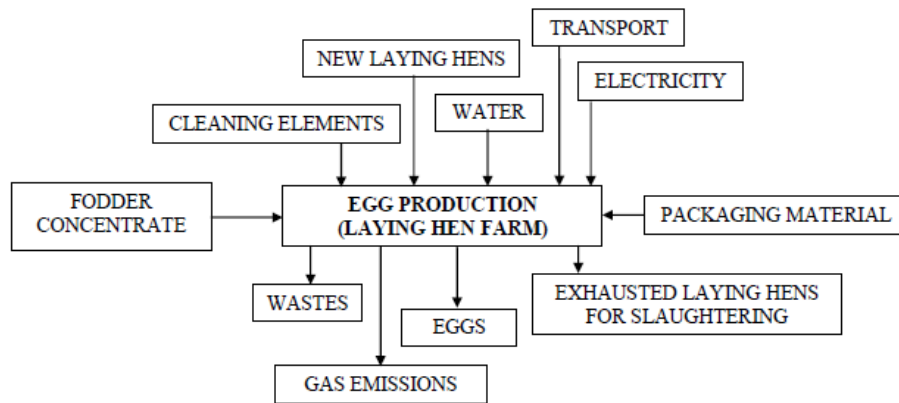 TRANSPORT
NEW LAYING HENS
ELECTRICITY
WATER
CLEANING ELEMENTS
FODDER
CONCENTRATE
EGG PRODUCTION
(LAYING HEN FARM)
PACKAGING MATERIAL
WASTES
EGGS
EXHAUSTED LAYING HENS
FOR SLAUGHTERING
GAS EMISSIONS